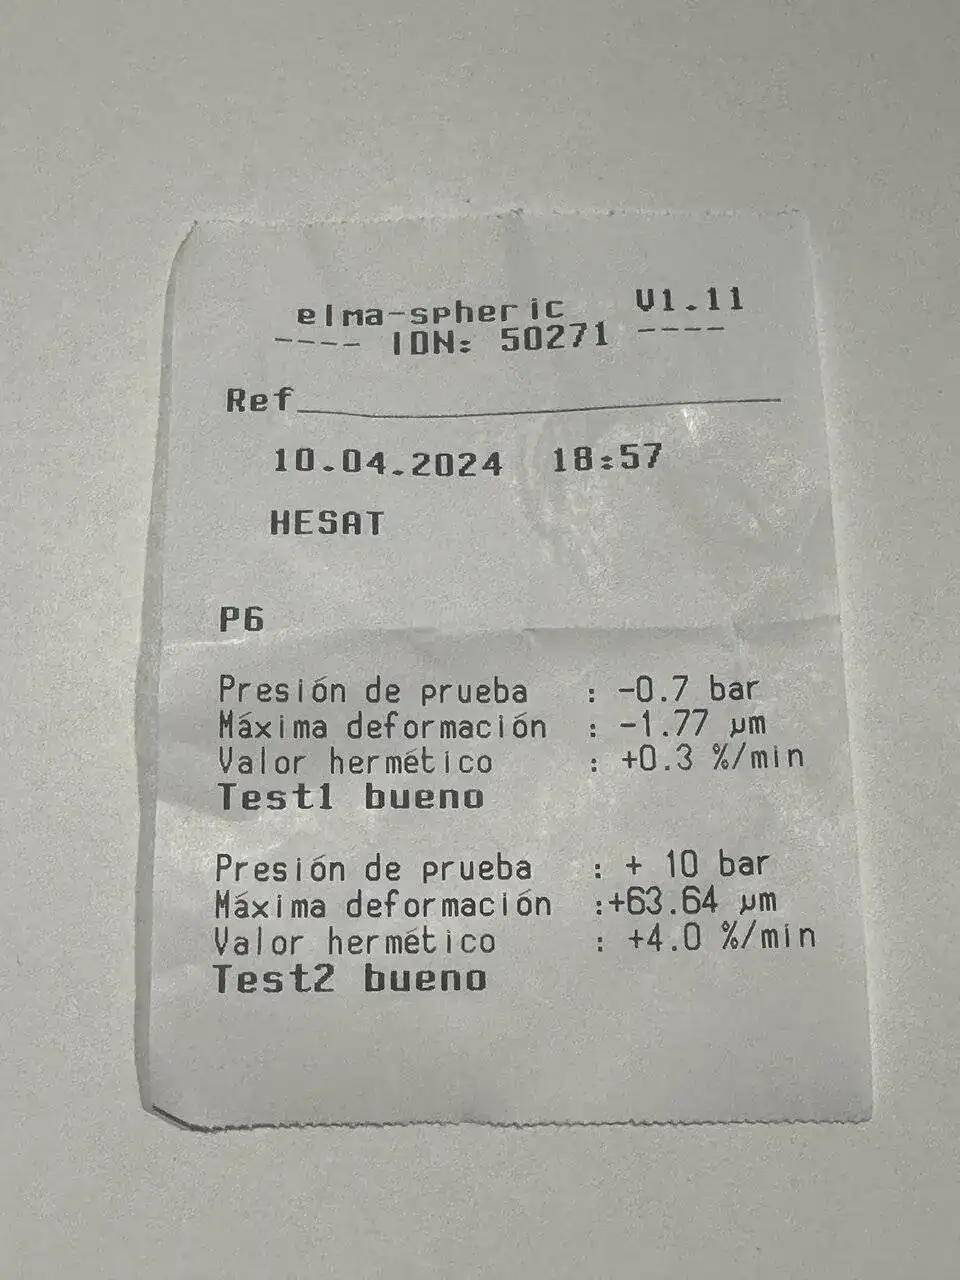 elma-spheric V1.11
---- IDN: 50271 ----
Ref
10.04.2024 18:57
HESAT
P6
Presión de prueba : -0.7 bar
Máxima deformación : -1.77 µm
Valor hermético : +0.3 %/min
Test1 bueno
Presión de prueba : + 10 bar
Máxima deformación :+63.64 µm
Valor hermético : +4.0 %/min
Test2 bueno